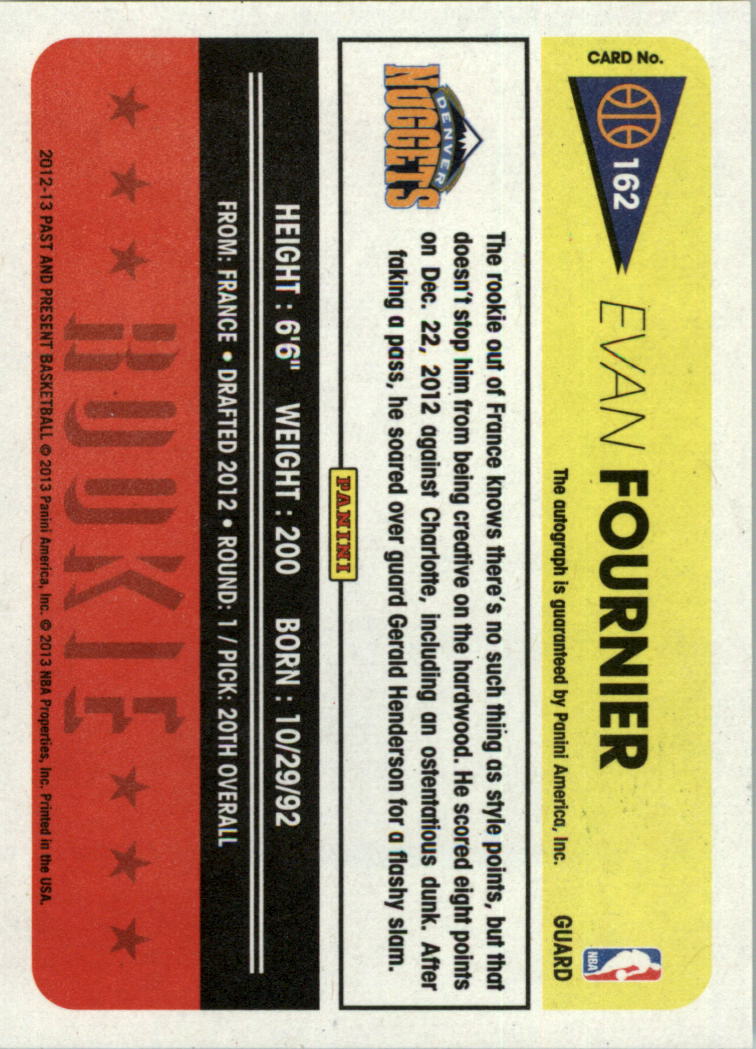 CARD No.
162
EVAN FOURNIER
The autograph is guaranteed by Panini America, Inc.
GUARD
NBA
DENVER
NUGGETS
The rookie out of France knows there's no such thing as style points, but that
doesn't stop him from being creative on the hardwood. He scored eight points
on Dec. 22, 2012 against Charlotte, including an ostentatious dunk. After
faking a pass, he soared over guard Gerald Henderson for a flashy slam.
PANINI
HEIGHT : 6'6" WEIGHT : 200 BORN : 10/29/92
FROM: FRANCE • DRAFTED 2012 • ROUND: 1 / PICK: 20TH OVERALL
ROOKIE
2012-13 PAST AND PRESENT BASKETBALL © 2013 Panini America, Inc. © 2013 NBA Properties, Inc. Printed in the USA.